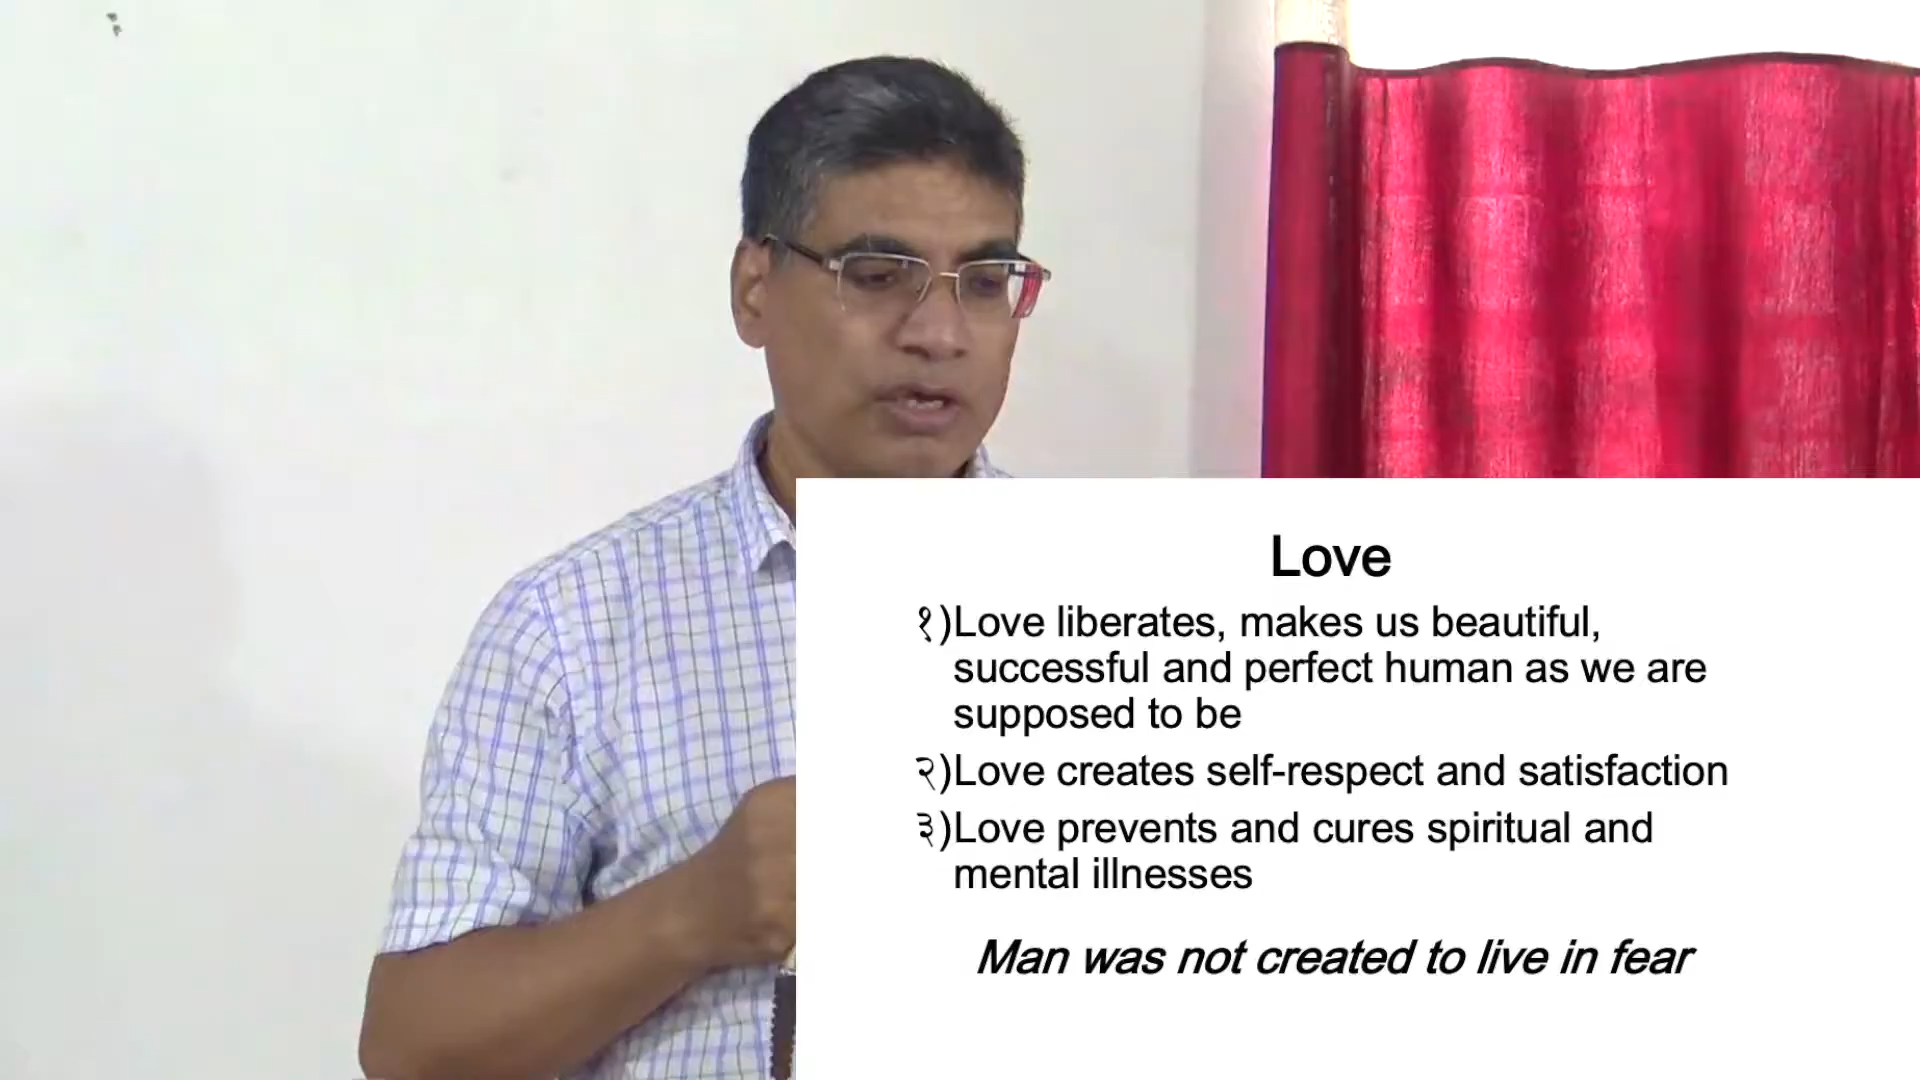 Love
१)Love liberates, makes us beautiful,
successful and perfect human as we are
supposed to be
२)Love creates self-respect and satisfaction
३)Love prevents and cures spiritual and
mental illnesses
Man was not created to live in fear